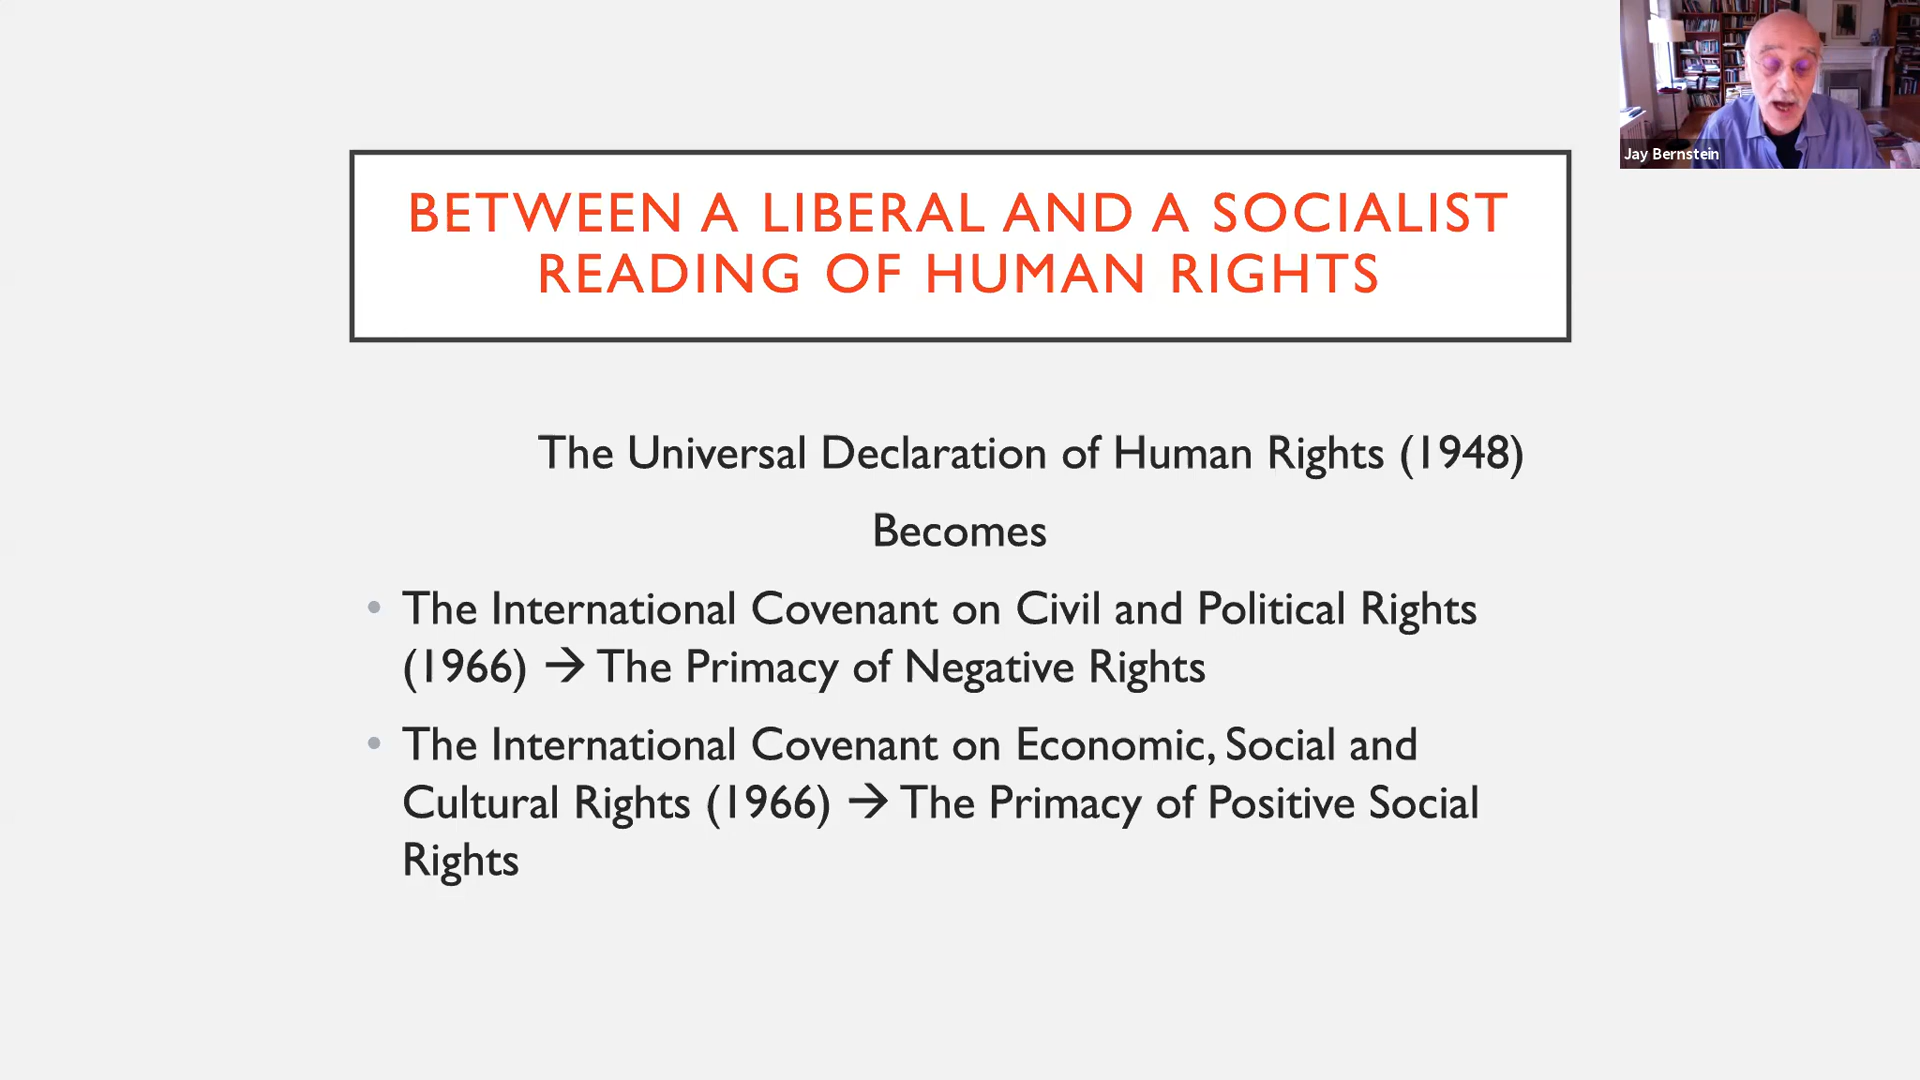 Jay Bernstein
BETWEEN A LIBERAL AND A SOCIALIST
READING OF HUMAN RIGHTS
The Universal Declaration of Human Rights (1948)
Becomes
• The International Covenant on Civil and Political Rights
(1966) → The Primacy of Negative Rights
• The International Covenant on Economic, Social and
Cultural Rights (1966) → The Primacy of Positive Social
Rights